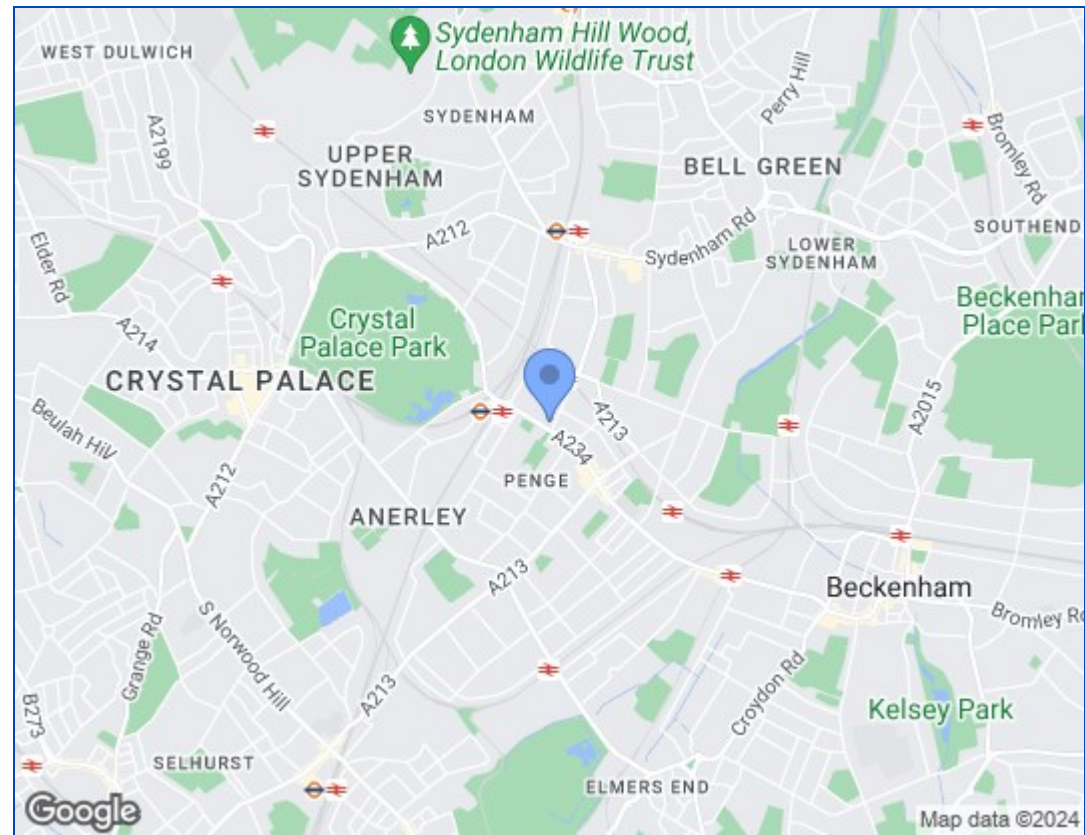 Sydenham Hill Wood,
London Wildlife Trust
WEST DULWICH
Perry Hill
SYDENHAM
A2199
Bromley Rd
UPPER
SYDENHAM
BELL GREEN
A212
Sydenham Rd
SOUTHEND
LOWER
SYDENHAM
Elder Rd
Beckenham
Place Park
Crystal
Palace Park
A214
CRYSTAL PALACE
A2015
Beulah Hill
A213
A234
A212
PENGE
ANERLEY
A213
Beckenham
Bromley Rd
S Norwood Hill
Grange Rd
A213
Croydon Rd
B273
Kelsey Park
SELHURST
ELMERS END
Google
Map data ©2024